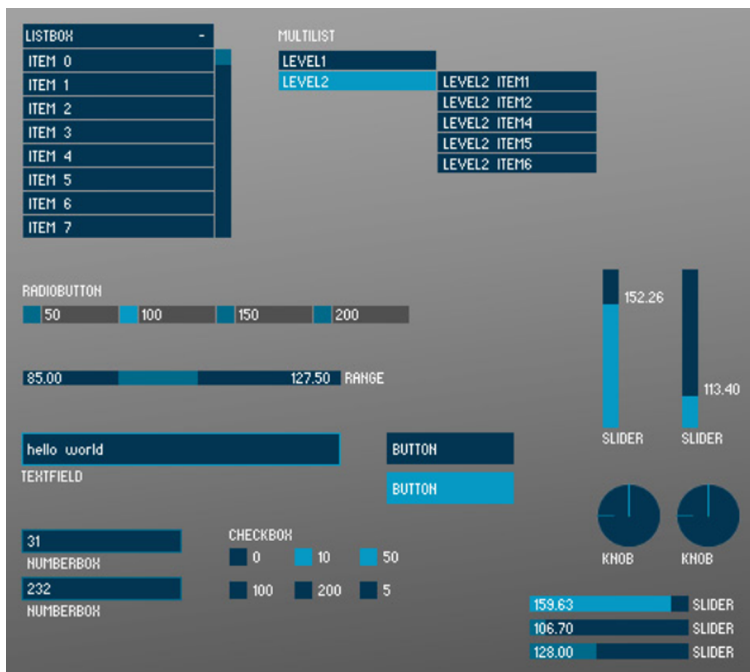 LISTBOX -
ITEM 0
ITEM 1
ITEM 2
ITEM 3
ITEM 4
ITEM 5
ITEM 6
ITEM 7
MULTILIST
LEVEL1
LEVEL2
LEVEL2 ITEM1
LEVEL2 ITEM2
LEVEL2 ITEM4
LEVEL2 ITEM5
LEVEL2 ITEM6
RADIOBUTTON
50 100 150 200
85.00 127.50 RANGE
152.26
SLIDER
113.40
SLIDER
hello world
TEXTFIELD
BUTTON
BUTTON
KNOB KNOB
31
NUMBERBOX
232
NUMBERBOX
CHECKBOX
0 10 50
100 200 5
159.63 SLIDER
106.70 SLIDER
128.00 SLIDER